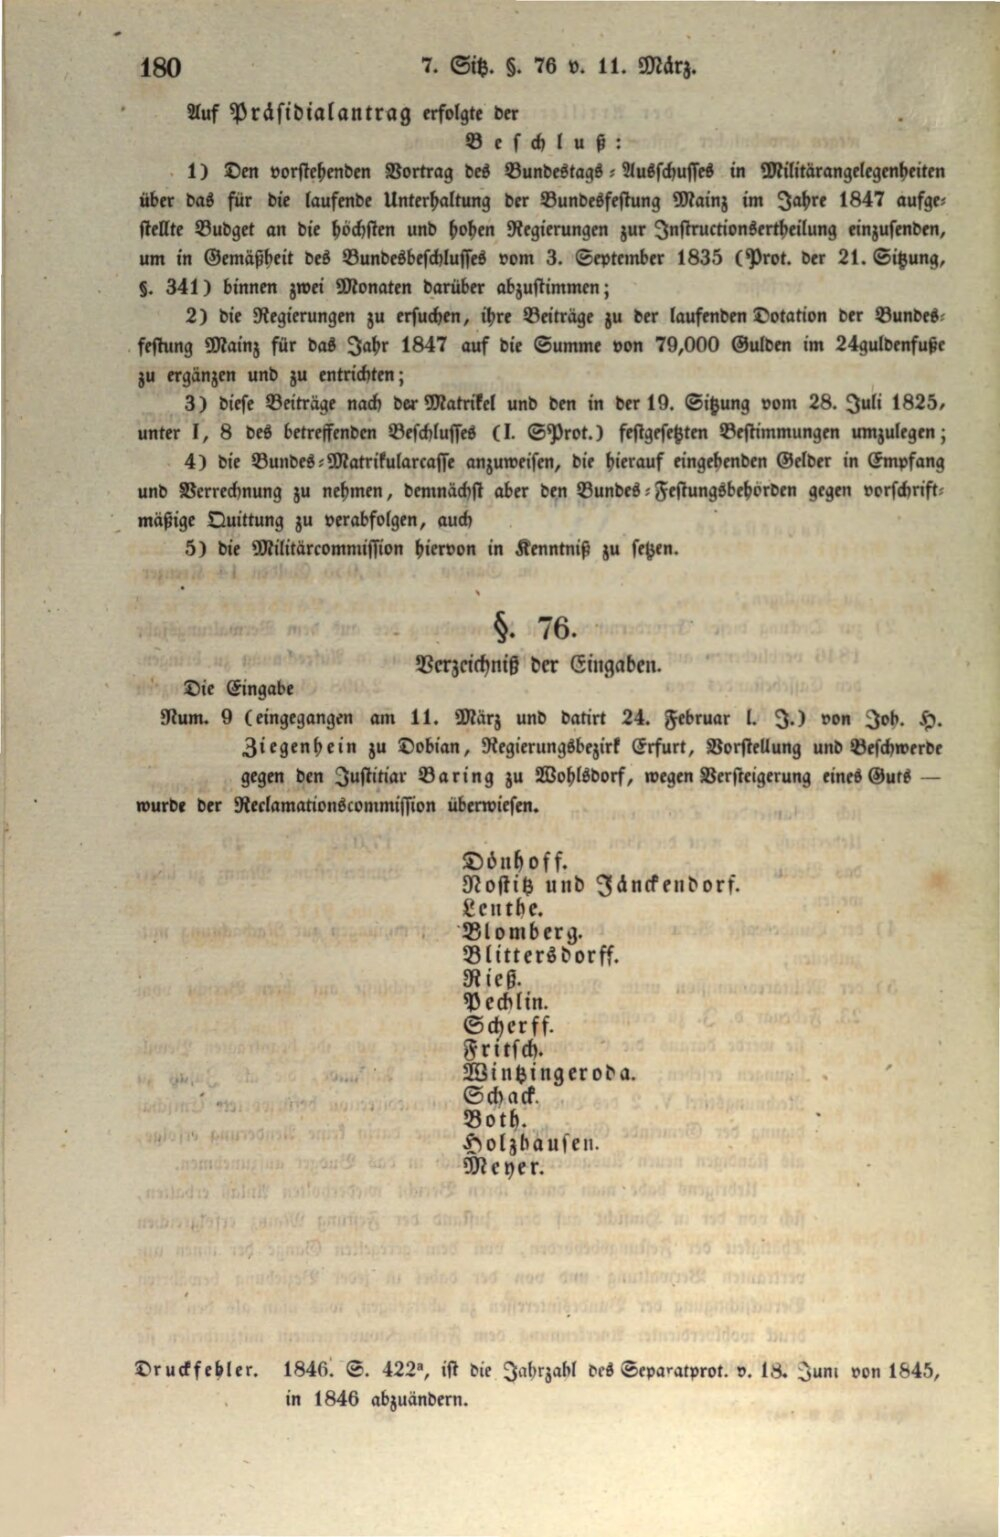 180
7. Sitz. §. 76 v. 11. März.
Auf Präsidialantrag erfolgte der
Beschluß:
1) Den vorstehenden Vortrag des Bundestags-Ausschusses in Militärangelegenheiten
über das für die laufende Unterhaltung der Bundesfestung Mainz im Jahre 1847 aufge-
stellte Budget an die höchsten und hohen Regierungen zur Instructionsertheilung einzusenden,
um in Gemäßheit des Bundesbeschlusses vom 3. September 1835 (Prot. der 21. Sitzung,
§. 341) binnen zwei Monaten darüber abzustimmen;
2) die Regierungen zu ersuchen, ihre Beiträge zu der laufenden Dotation der Bundes-
festung Mainz für das Jahr 1847 auf die Summe von 79,000 Gulden im 24guldenfuße
zu ergänzen und zu entrichten;
3) diese Beiträge nach der Matrikel und den in der 19. Sitzung vom 28. Juli 1825,
unter I, 8 des betreffenden Beschlusses (I. SProt.) festgesetzten Bestimmungen umzulegen;
4) die Bundes-Matrikularcasse anzuweisen, die hierauf eingehenden Gelder in Empfang
und Verrechnung zu nehmen, demnächst aber den Bundes-Festungsbehörden gegen vorschrift-
mäßige Quittung zu verabfolgen, auch
5) die Militärcommission hiervon in Kenntniß zu setzen.
§. 76.
Verzeichniß der Eingaben.
Die Eingabe
Num. 9 (eingegangen am 11. März und datirt 24. Februar l. J.) von Joh. H.
Ziegenhein zu Dobian, Regierungsbezirk Erfurt, Vorstellung und Beschwerde
gegen den Justitiar Baring zu Wohlsdorf, wegen Versteigerung eines Guts —
wurde der Reclamationscommission überwiesen.
Dönhoff.
Nostitz und Jänckendorf.
Lenthe.
Blomberg.
Blittersdorff.
Rieß.
Pechlin.
Scherff.
Fritsch.
Wintzingeroda.
Schack.
Both.
Holzhausen.
Meyer.
Druckfehler. 1846. S. 422ᵃ, ist die Jahrzahl des Separatprot. v. 18. Juni von 1845,
in 1846 abzuändern.